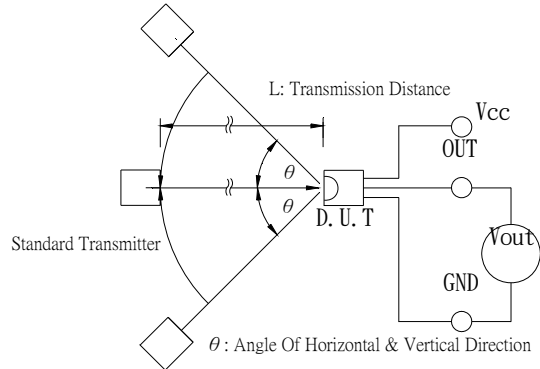 L: Transmission Distance
Vcc
OUT
θ
θ
D.U.T
Standard Transmitter
Vout
GND
θ : Angle Of Horizontal & Vertical Direction